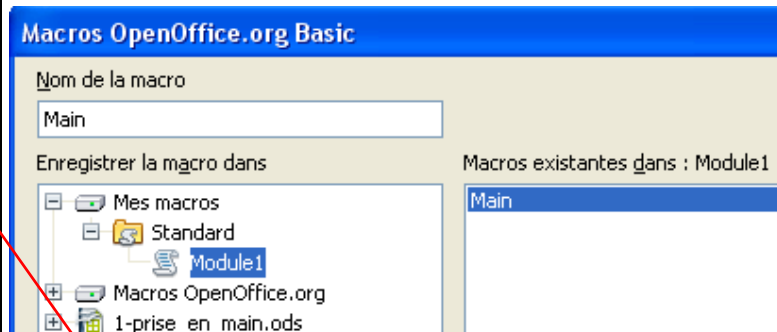 Macros OpenOffice.org Basic
Nom de la macro
Main
Enregistrer la macro dans
Macros existantes dans : Module1
Mes macros
Main
Standard
Module1
Macros OpenOffice.org
1-prise_en_main.ods